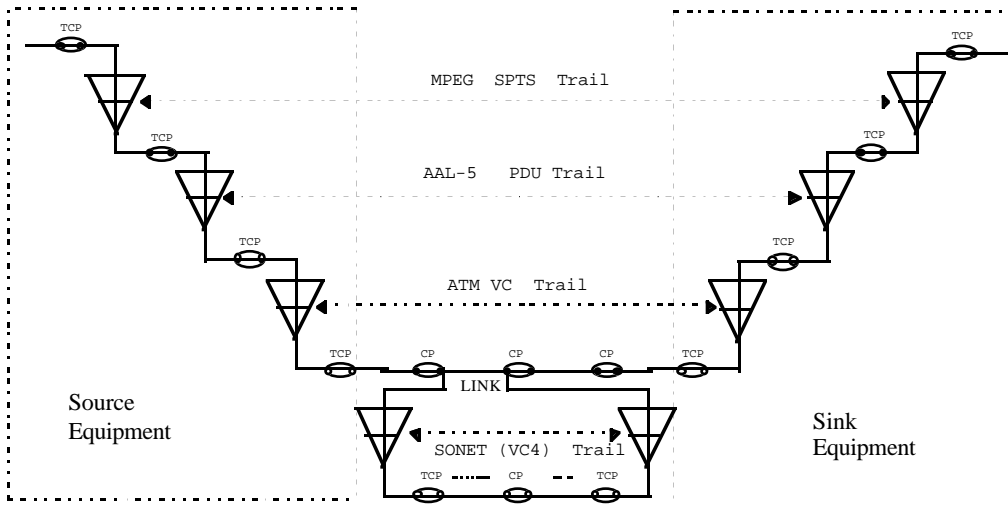 TCP
TCP
MPEG SPTS Trail
TCP
TCP
AAL-5 PDU Trail
TCP
TCP
ATM VC Trail
TCP
CP
CP
CP
TCP
LINK
Source
Equipment
Sink
Equipment
SONET (VC4) Trail
TCP
CP
TCP